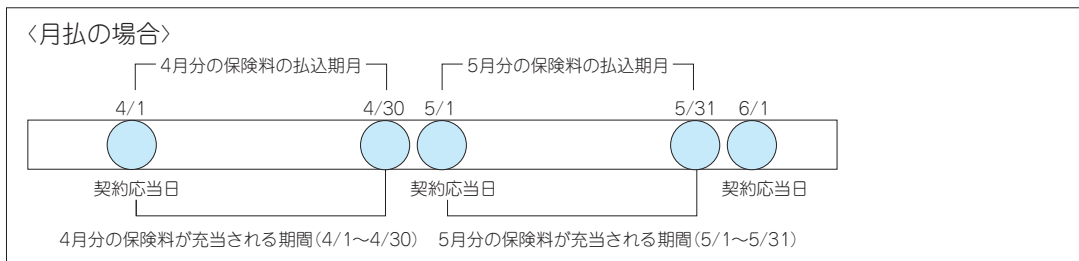 〈月払の場合〉
4月分の保険料の払込期月 5月分の保険料の払込期月
4/1 4/30 5/1 5/31 6/1
契約応当日 契約応当日 契約応当日
4月分の保険料が充当される期間(4/1～4/30) 5月分の保険料が充当される期間(5/1～5/31)